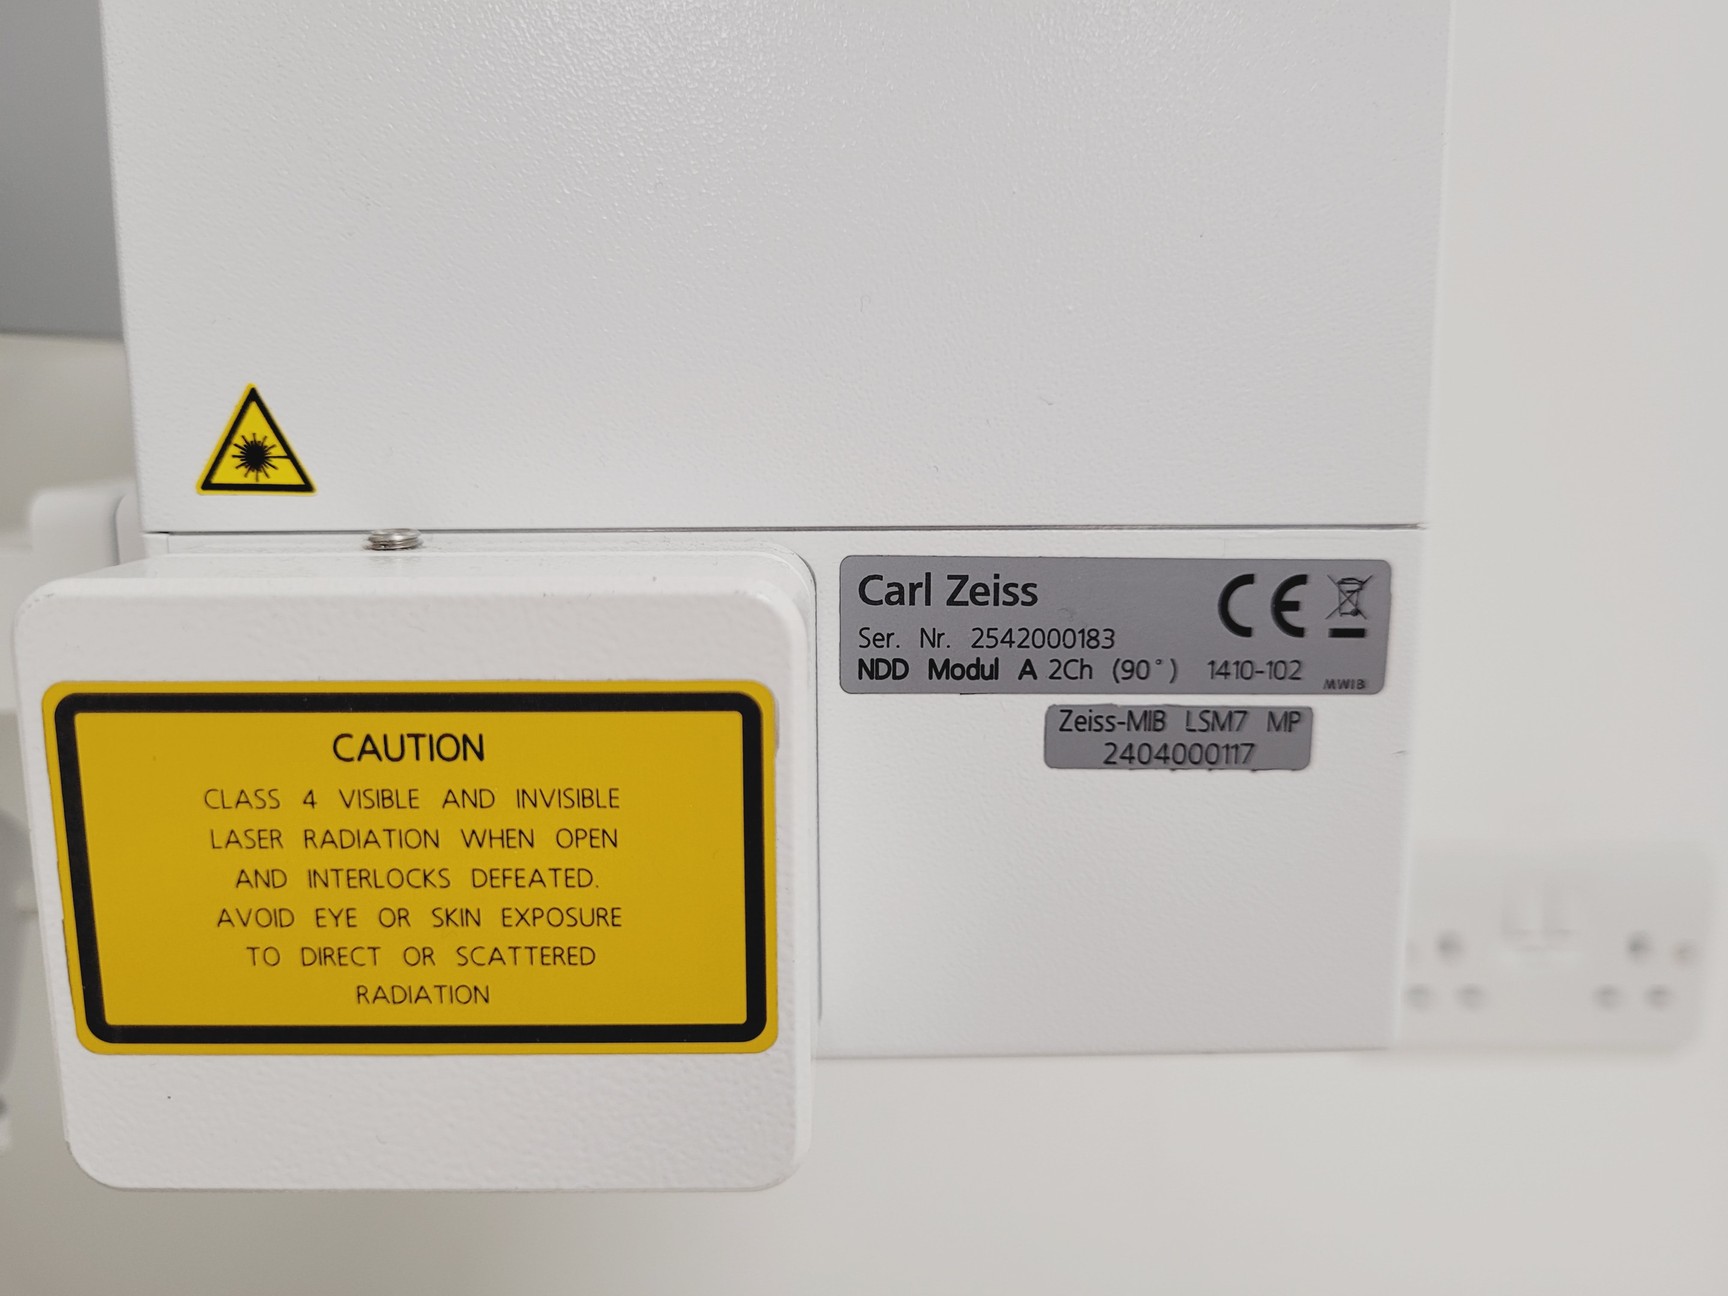 Carl Zeiss CE
Ser. Nr. 2542000183
NDD Modul A 2Ch (90°) 1410-102
MWIB
Zeiss-MIB LSM7 MP
2404000117
CAUTION
CLASS 4 VISIBLE AND INVISIBLE
LASER RADIATION WHEN OPEN
AND INTERLOCKS DEFEATED.
AVOID EYE OR SKIN EXPOSURE
TO DIRECT OR SCATTERED
RADIATION